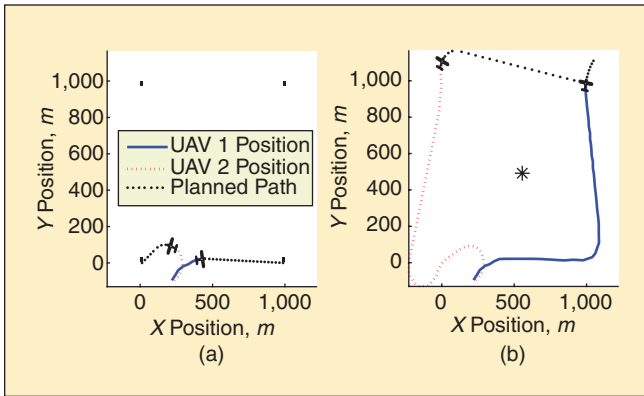 1,000
800
600
400
200
0
Y Position, m
UAV 1 Position
UAV 2 Position
Planned Path
0
500
1,000
X Position, m
(a)
1,000
800
600
400
200
0
Y Position, m
0
500
1,000
X Position, m
(b)